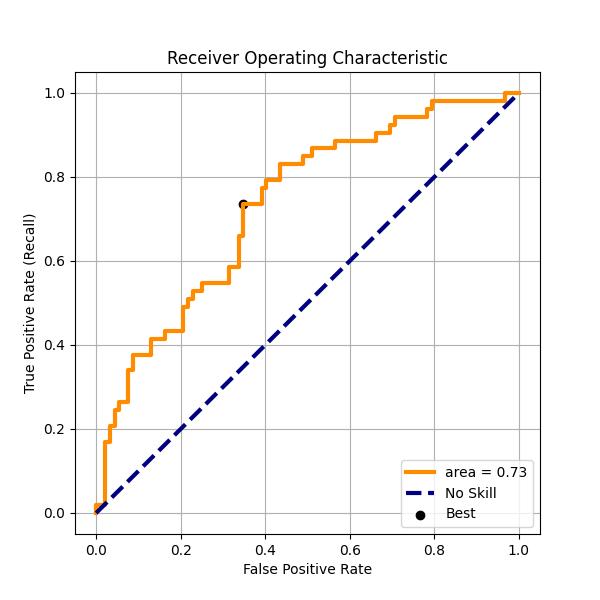 Receiver Operating Characteristic
1.0
0.8
0.6
0.4
0.2
0.0
True Positive Rate (Recall)
area = 0.73
No Skill
Best
0.0 0.2 0.4 0.6 0.8 1.0
False Positive Rate